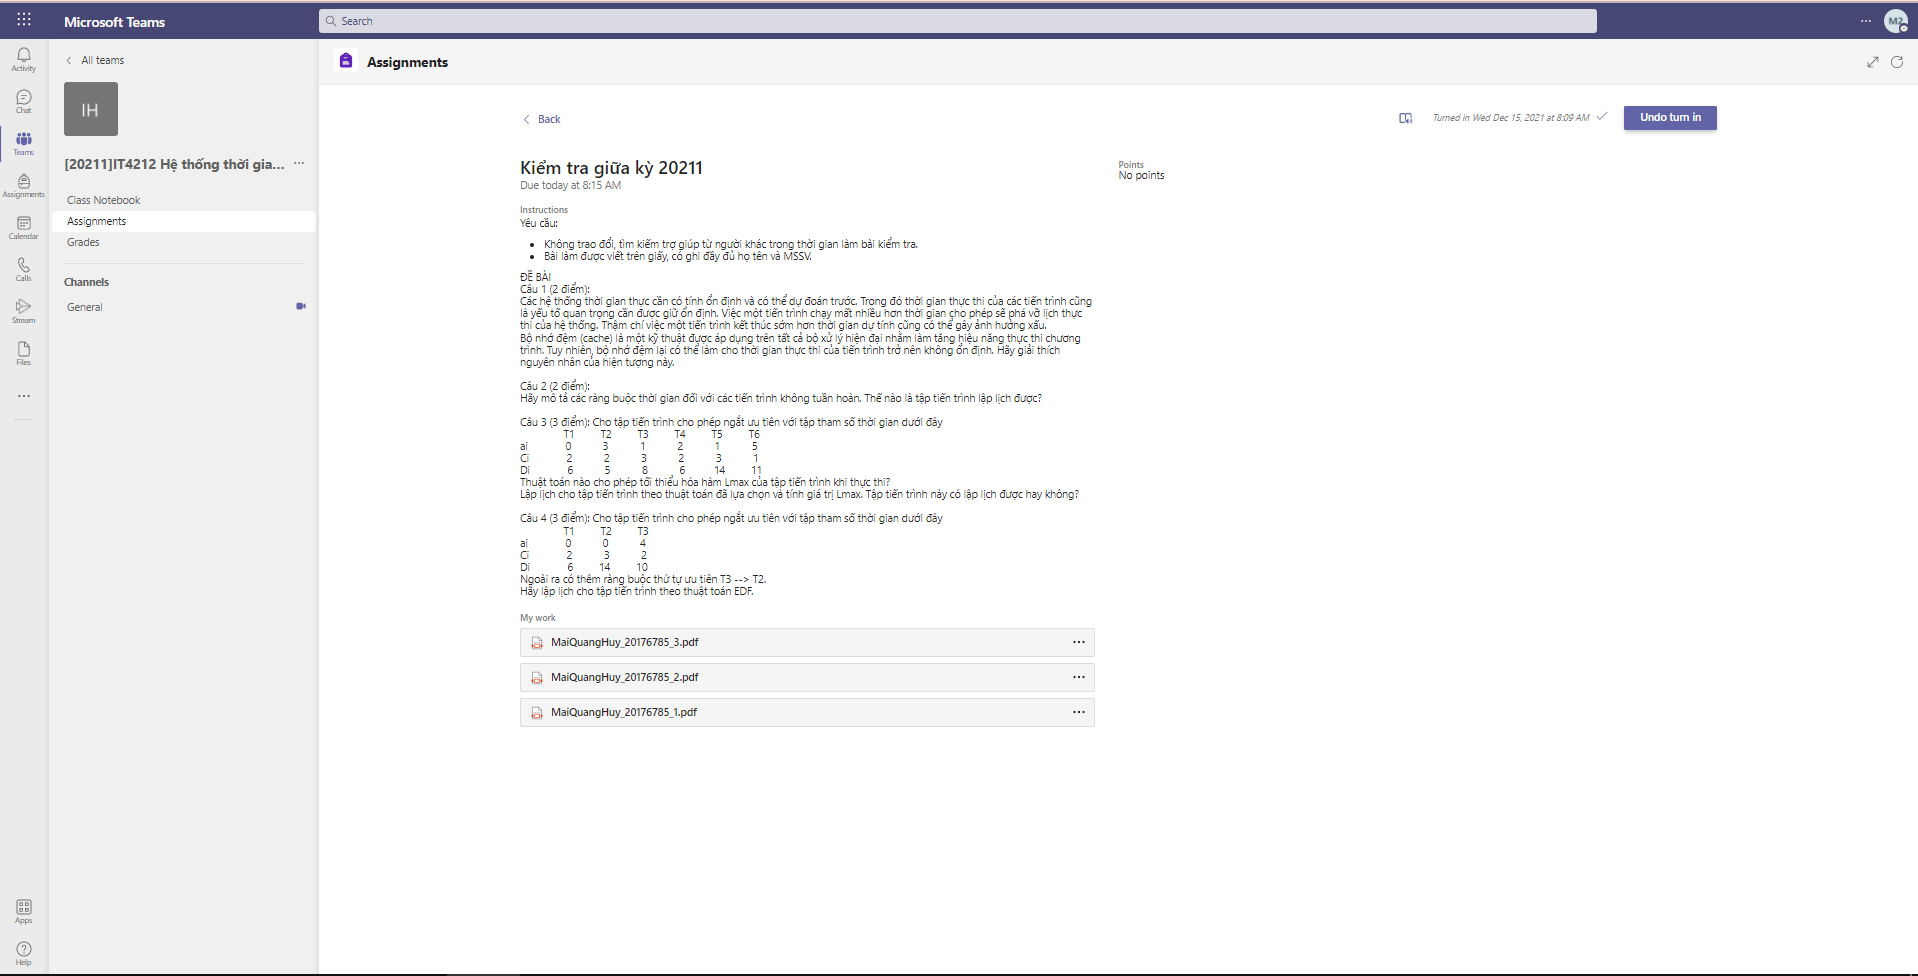 Microsoft Teams
Search
M2
Activity
Chat
Teams
Assignments
Calendar
Calls
Stream
Files
Apps
Help
All teams
IH
[20211]IT4212 Hệ thống thời gia...
Class Notebook
Assignments
Grades
Channels
General
Assignments
Back
Turned in Wed Dec 15, 2021 at 8:09 AM
Undo turn in
Kiểm tra giữa kỳ 20211
Due today at 8:15 AM
Points
No points
Instructions
Yêu cầu:
Không trao đổi, tìm kiếm trợ giúp từ người khác trong thời gian làm bài kiểm tra.
Bài làm được viết trên giấy, có ghi đầy đủ họ tên và MSSV.
ĐỀ BÀI
Câu 1 (2 điểm):
Các hệ thống thời gian thực cần có tính ổn định và có thể dự đoán trước. Trong đó thời gian thực thi của các tiến trình cũng
là yếu tố quan trọng cần được giữ ổn định. Việc một tiến trình chạy mất nhiều hơn thời gian cho phép sẽ phá vỡ lịch thực
thi của hệ thống. Thậm chí việc một tiến trình kết thúc sớm hơn thời gian dự tính cũng có thể gây ảnh hưởng xấu.
Bộ nhớ đệm (cache) là một kỹ thuật được áp dụng trên tất cả bộ xử lý hiện đại nhằm làm tăng hiệu năng thực thi chương
trình. Tuy nhiên, bộ nhớ đệm lại có thể làm cho thời gian thực thi của tiến trình trở nên không ổn định. Hãy giải thích
nguyên nhân của hiện tượng này.
Câu 2 (2 điểm):
Hãy mô tả các ràng buộc thời gian đối với các tiến trình không tuần hoàn. Thế nào là tập tiến trình lập lịch được?
Câu 3 (3 điểm): Cho tập tiến trình cho phép ngắt ưu tiên với tập tham số thời gian dưới đây
T1 T2 T3 T4 T5 T6
ai 0 3 1 2 1 5
Ci 2 2 3 2 3 1
Di 6 5 8 6 14 11
Thuật toán nào cho phép tối thiểu hóa hàm Lmax của tập tiến trình khi thực thi?
Lập lịch cho tập tiến trình theo thuật toán đã lựa chọn và tính giá trị Lmax. Tập tiến trình này có lập lịch được hay không?
Câu 4 (3 điểm): Cho tập tiến trình cho phép ngắt ưu tiên với tập tham số thời gian dưới đây
T1 T2 T3
ai 0 0 4
Ci 2 3 2
Di 6 14 10
Ngoài ra có thêm ràng buộc thứ tự ưu tiên T3 --> T2.
Hãy lập lịch cho tập tiến trình theo thuật toán EDF.
My work
MaiQuangHuy_20176785_3.pdf
MaiQuangHuy_20176785_2.pdf
MaiQuangHuy_20176785_1.pdf